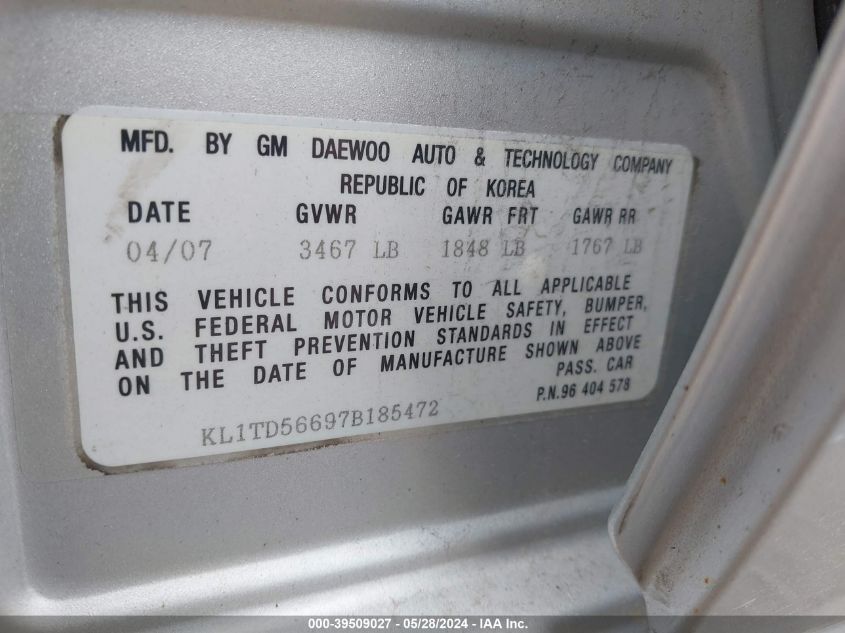 MFD. BY GM DAEWOO AUTO & TECHNOLOGY COMPANY
REPUBLIC OF KOREA
DATE GVWR GAWR FRT GAWR RR
04/07 3467 LB 1848 LB 1767 LB
THIS VEHICLE CONFORMS TO ALL APPLICABLE
U.S. FEDERAL MOTOR VEHICLE SAFETY, BUMPER,
AND THEFT PREVENTION STANDARDS IN EFFECT
ON THE DATE OF MANUFACTURE SHOWN ABOVE
PASS. CAR
P.N.96 404 578
KL1TD56697B185472
000-39509027 - 05/28/2024 - IAA Inc.